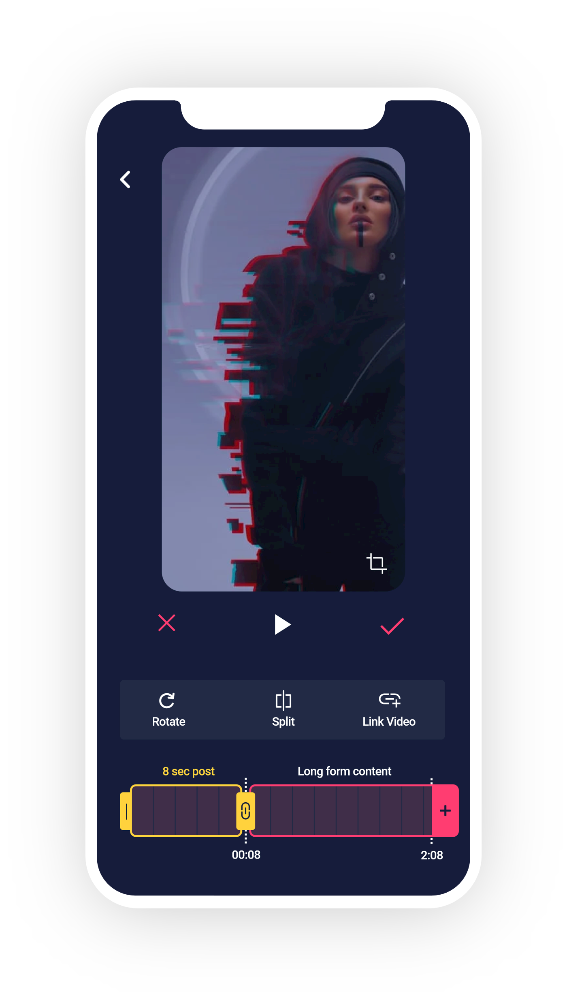 Rotate
Split
Link Video
8 sec post
Long form content
00:08
2:08